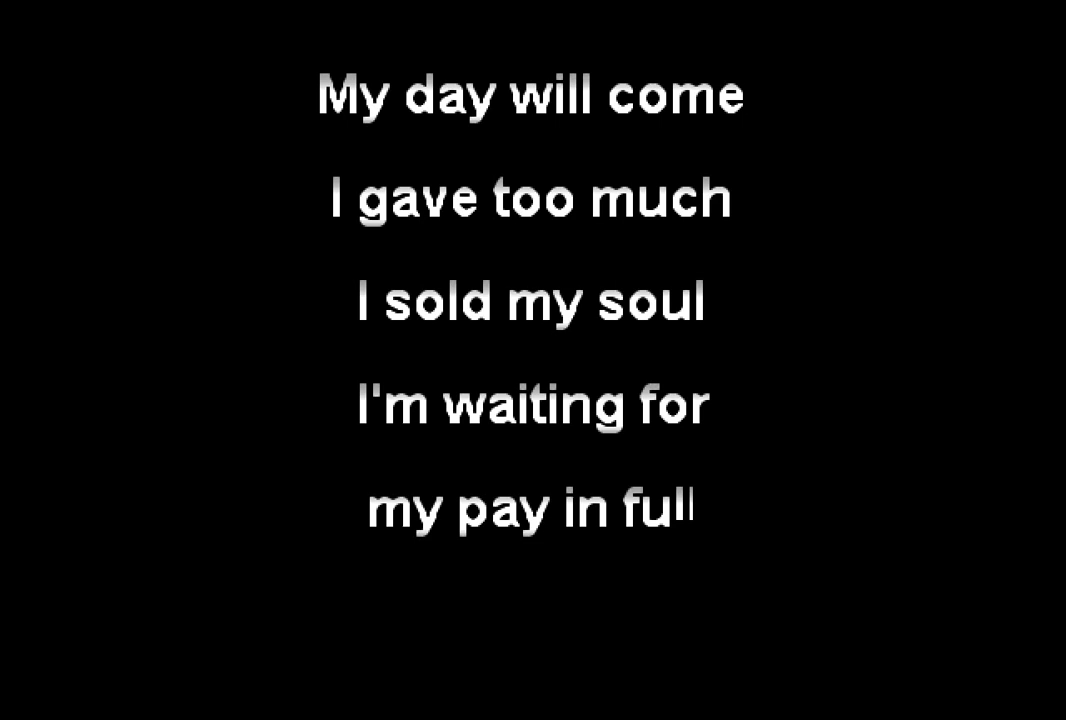 My day will come
I gave too much
I sold my soul
I'm waiting for
my pay in full